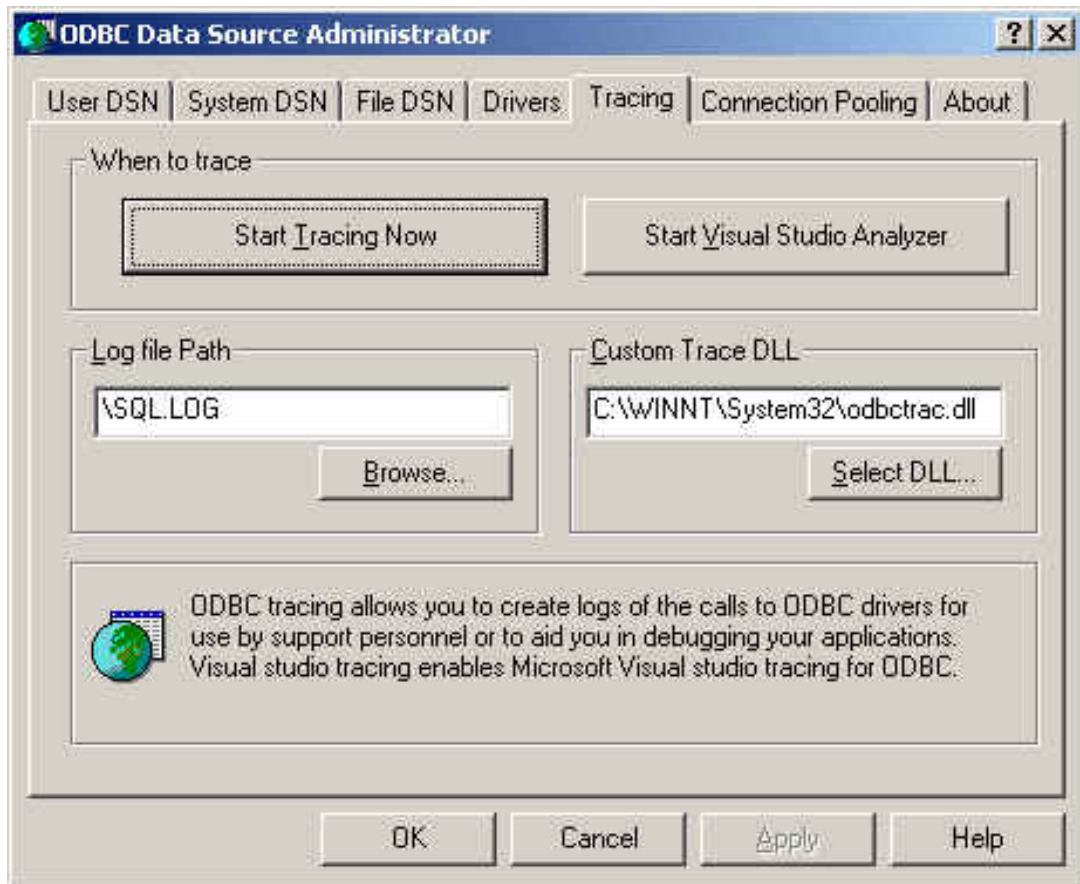 ODBC Data Source Administrator
User DSN System DSN File DSN Drivers Tracing Connection Pooling About
When to trace
Start Tracing Now Start Visual Studio Analyzer
Log file Path Custom Trace DLL
\SQL.LOG C:\WINNT\System32\odbctrac.dll
Browse... Select DLL...
ODBC tracing allows you to create logs of the calls to ODBC drivers for
use by support personnel or to aid you in debugging your applications.
Visual studio tracing enables Microsoft Visual studio tracing for ODBC.
OK Cancel Apply Help